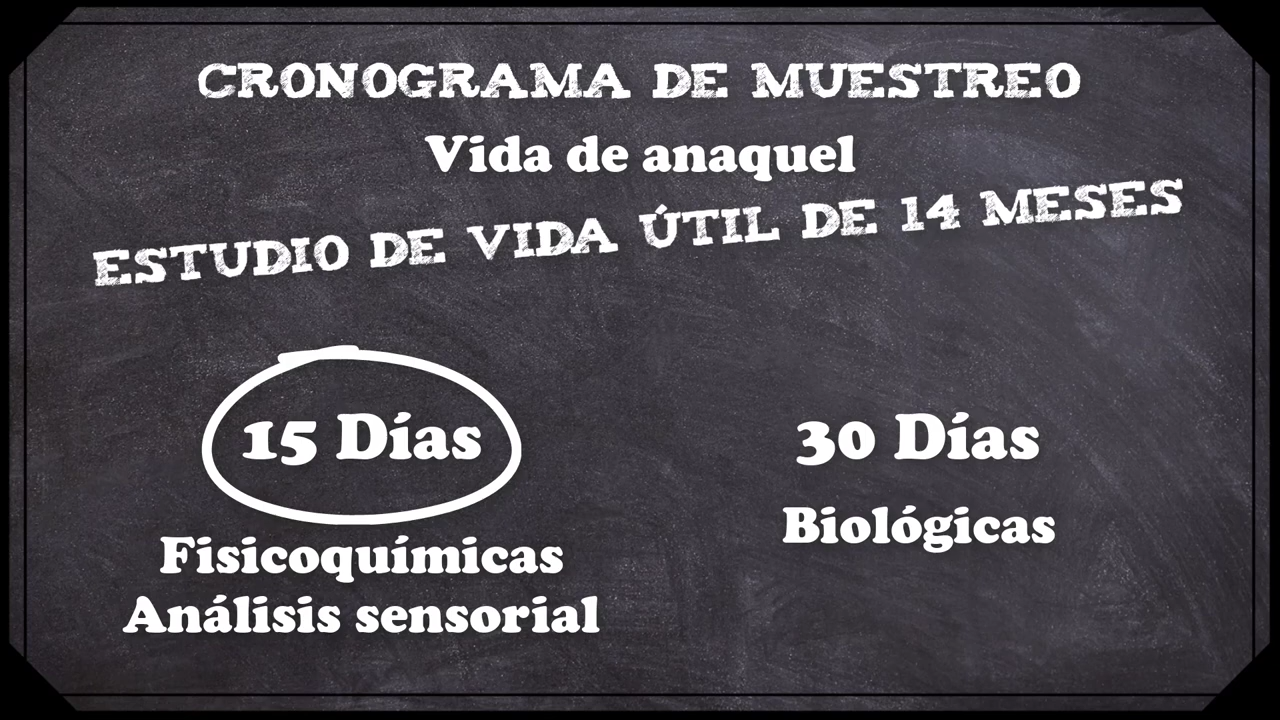 CRONOGRAMA DE MUESTREO
Vida de anaquel
ESTUDIO DE VIDA ÚTIL DE 14 MESES
15 Días
Fisicoquímicas
Análisis sensorial
30 Días
Biológicas